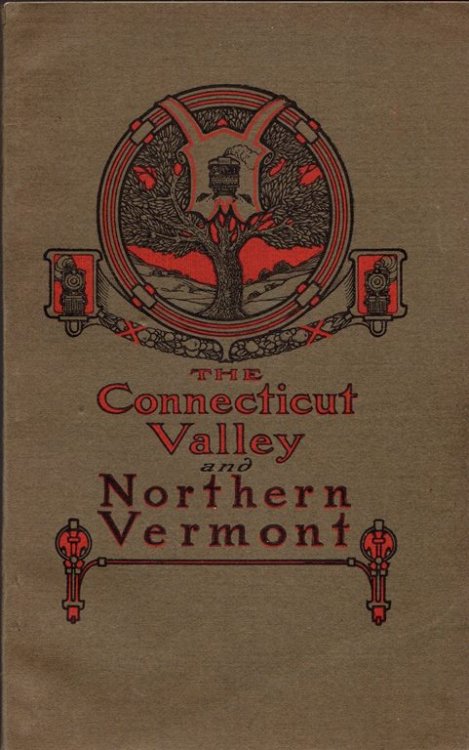 THE
Connecticut
Valley
and
Northern
Vermont